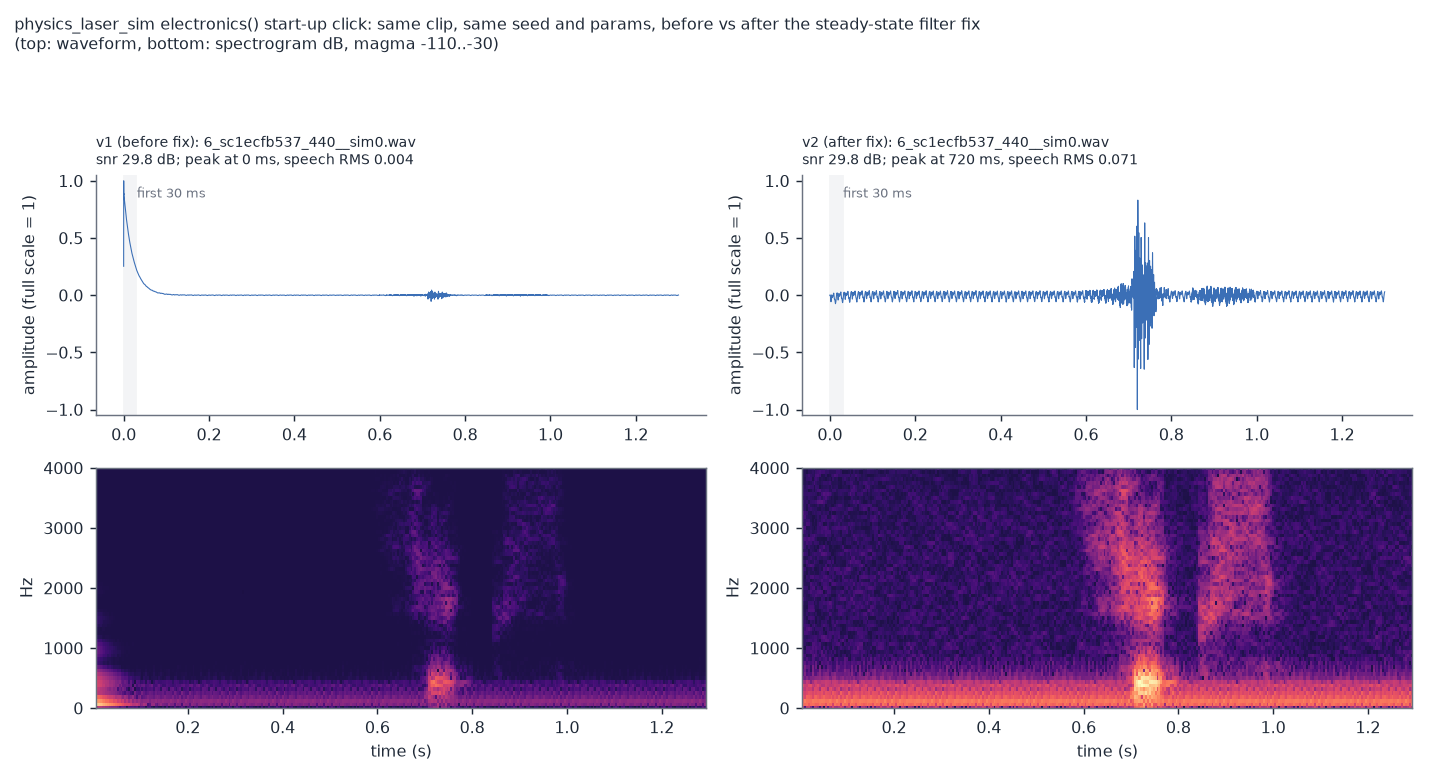 physics_laser_sim electronics() start-up click: same clip, same seed and params, before vs after the steady-state filter fix
(top: waveform, bottom: spectrogram dB, magma -110..-30)
v1 (before fix): 6_sc1ecfb537_440__sim0.wav
snr 29.8 dB; peak at 0 ms, speech RMS 0.004
first 30 ms
amplitude (full scale = 1)
1.0
0.5
0.0
−0.5
−1.0
0.0 0.2 0.4 0.6 0.8 1.0 1.2
v2 (after fix): 6_sc1ecfb537_440__sim0.wav
snr 29.8 dB; peak at 720 ms, speech RMS 0.071
first 30 ms
amplitude (full scale = 1)
1.0
0.5
0.0
−0.5
−1.0
0.0 0.2 0.4 0.6 0.8 1.0 1.2
Hz
4000
3000
2000
1000
0
0.2 0.4 0.6 0.8 1.0 1.2
time (s)
Hz
4000
3000
2000
1000
0
0.2 0.4 0.6 0.8 1.0 1.2
time (s)